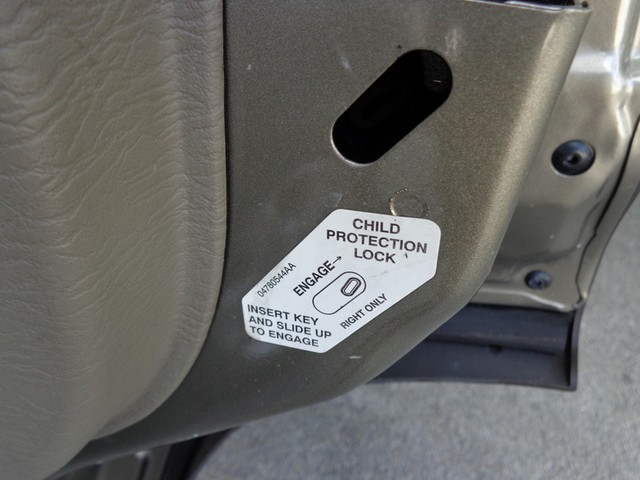 CHILD
PROTECTION
LOCK
ENGAGE→
04780544AA
RIGHT ONLY
INSERT KEY
AND SLIDE UP
TO ENGAGE